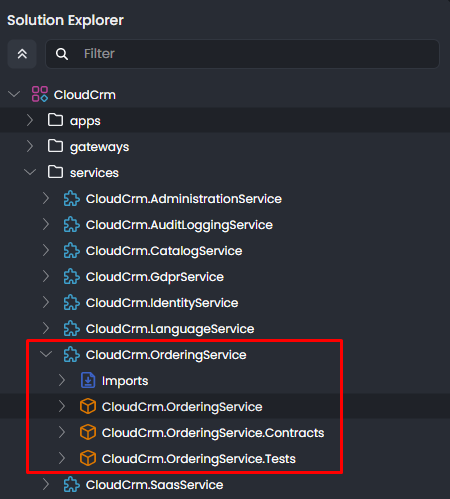 Solution Explorer
Filter
CloudCrm
apps
gateways
services
CloudCrm.AdministrationService
CloudCrm.AuditLoggingService
CloudCrm.CatalogService
CloudCrm.GdprService
CloudCrm.IdentityService
CloudCrm.LanguageService
CloudCrm.OrderingService
Imports
CloudCrm.OrderingService
CloudCrm.OrderingService.Contracts
CloudCrm.OrderingService.Tests
CloudCrm.SaasService